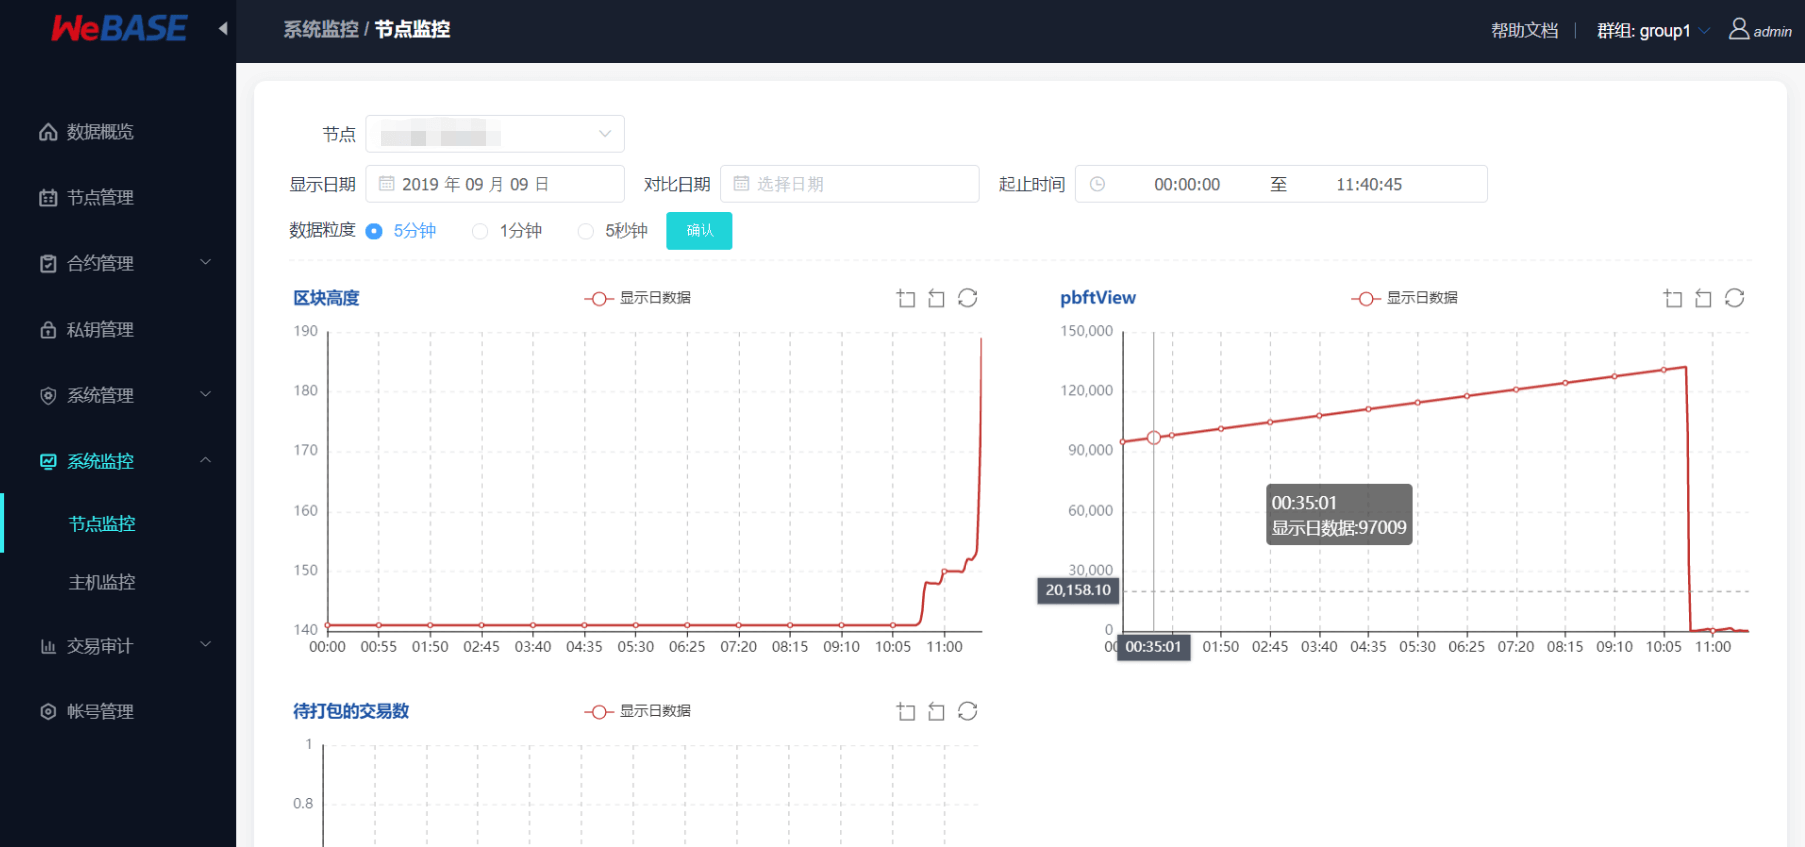 WeBASE
系统监控 / 节点监控
帮助文档
群组: group1
admin
数据概览
节点管理
合约管理
私钥管理
系统管理
系统监控
节点监控
主机监控
交易审计
帐号管理
节点
显示日期 2019 年 09 月 09 日
对比日期 选择日期
起止时间 00:00:00 至 11:40:45
数据粒度 5分钟 1分钟 5秒钟 确认
区块高度
显示日数据
190
180
170
160
150
140
00:00 00:55 01:50 02:45 03:40 04:35 05:30 06:25 07:20 08:15 09:10 10:05 11:00
pbftView
显示日数据
150,000
120,000
90,000
60,000
30,000
20,158.10
0
00:35:01
显示日数据:97009
00 00:35:01 01:50 02:45 03:40 04:35 05:30 06:25 07:20 08:15 09:10 10:05 11:00
待打包的交易数
显示日数据
1
0.8